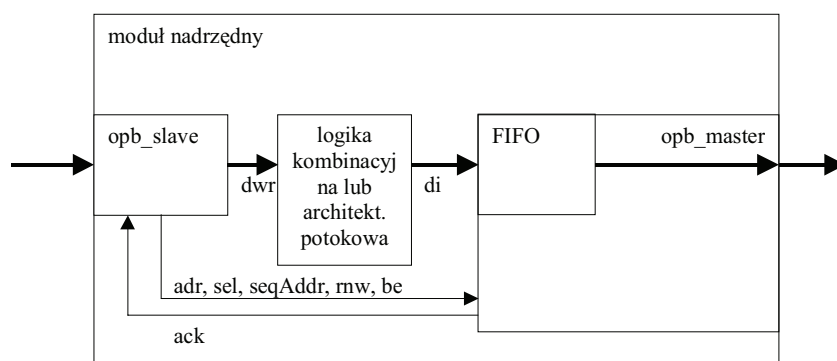 moduł nadrzędny
opb_slave
logika
kombinacyj
na lub
architekt.
potokowa
FIFO
opb_master
dwr
di
adr, sel, seqAddr, rnw, be
ack